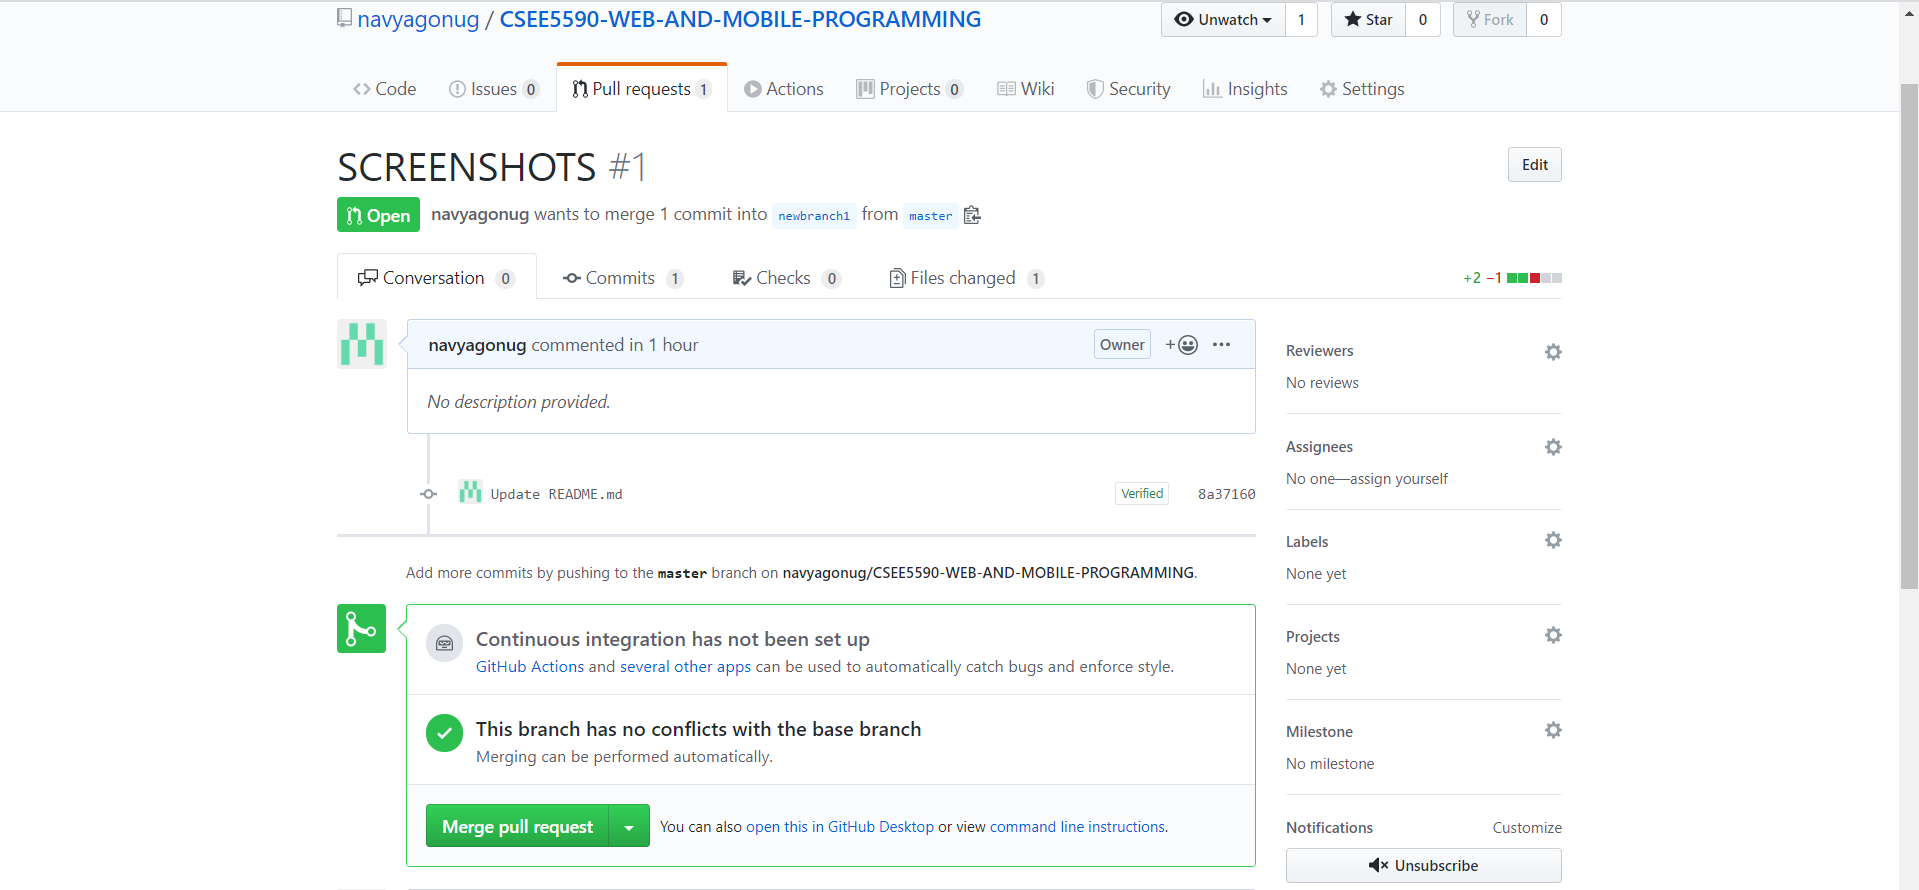 navyagonug / CSEE5590-WEB-AND-MOBILE-PROGRAMMING
Unwatch 1 Star 0 Fork 0
Code Issues 0 Pull requests 1 Actions Projects 0 Wiki Security Insights Settings
SCREENSHOTS #1
Edit
Open navyagonug wants to merge 1 commit into newbranch1 from master
Conversation 0 Commits 1 Checks 0 Files changed 1
+2 −1
navyagonug commented in 1 hour
Owner
No description provided.
Update README.md
Verified 8a37160
Add more commits by pushing to the master branch on navyagonug/CSEE5590-WEB-AND-MOBILE-PROGRAMMING.
Continuous integration has not been set up
GitHub Actions and several other apps can be used to automatically catch bugs and enforce style.
This branch has no conflicts with the base branch
Merging can be performed automatically.
Merge pull request
You can also open this in GitHub Desktop or view command line instructions.
Reviewers
No reviews
Assignees
No one—assign yourself
Labels
None yet
Projects
None yet
Milestone
No milestone
Notifications Customize
Unsubscribe